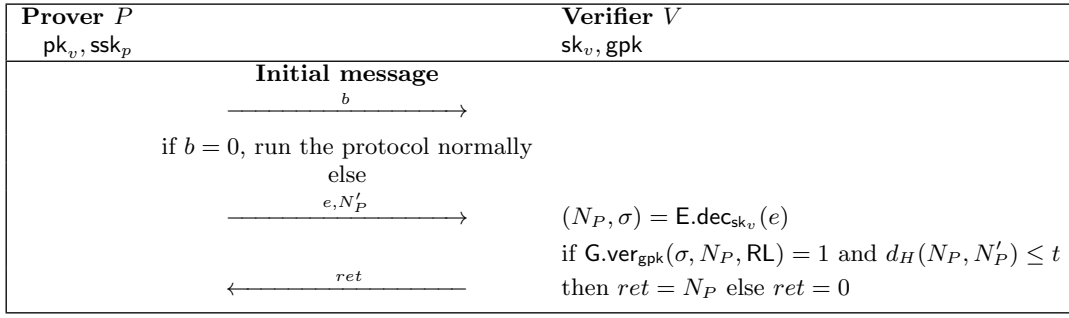 Prover P Verifier V
pk_v, ssk_p sk_v, gpk
Initial message
b
if b = 0, run the protocol normally
else
e, N'_P (N_P, σ) = E.dec_{sk_v}(e)
if G.ver_{gpk}(σ, N_P, RL) = 1 and d_H(N_P, N'_P) ≤ t
ret then ret = N_P else ret = 0